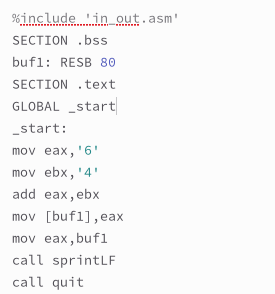 %include 'in_out.asm'
SECTION .bss
buf1: RESB 80
SECTION .text
GLOBAL _start
_start:
mov eax,'6'
mov ebx,'4'
add eax,ebx
mov [buf1],eax
mov eax,buf1
call sprintLF
call quit